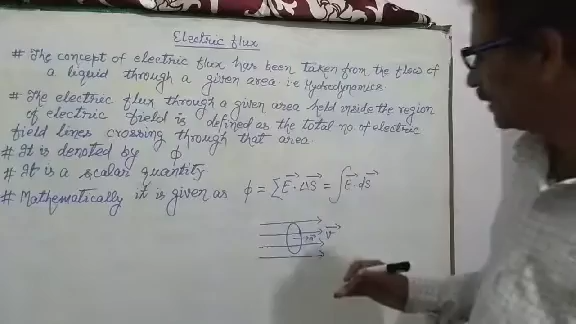 Electric flux
# The concept of electric flux has been taken from the flow of
a liquid through a given area i.e Hydrodynamics.
# The electric flux through a given area held inside the region
of electric field is defined as the total no of electric
field lines crossing through that area.
# It is denoted by ϕ
# It is a scalar quantity
# Mathematically it is given as ϕ = ∑E⃗·ΔS⃗ = ∫E⃗·dS⃗